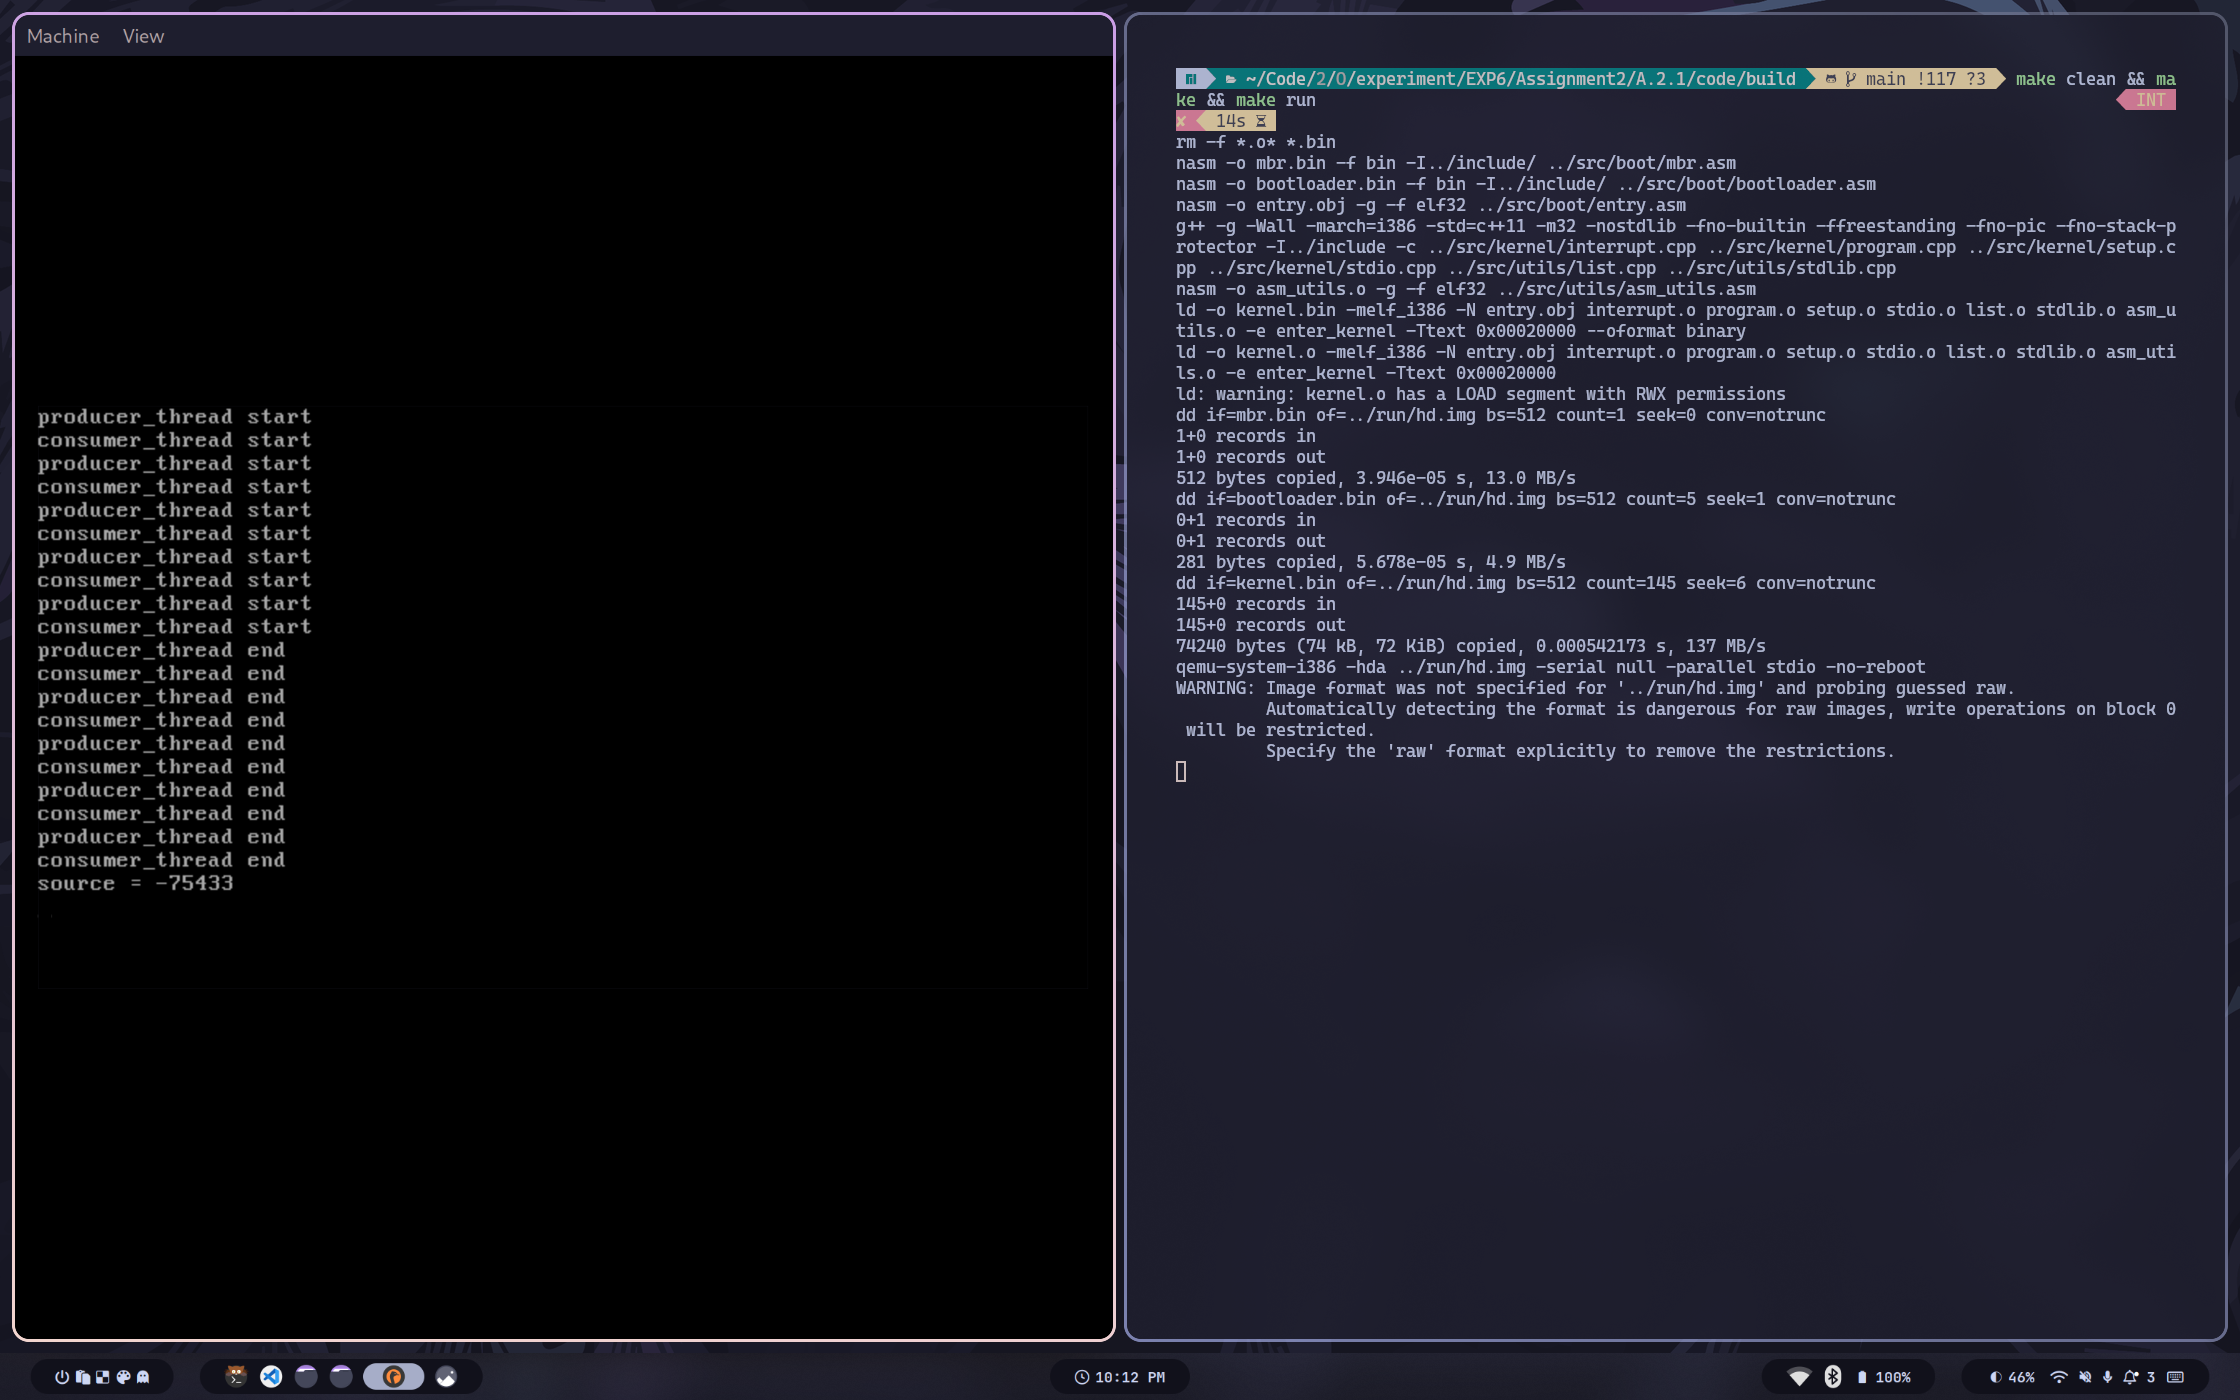 Machine View
producer_thread start
consumer_thread start
producer_thread start
consumer_thread start
producer_thread start
consumer_thread start
producer_thread start
consumer_thread start
producer_thread start
consumer_thread start
producer_thread end
consumer_thread end
producer_thread end
consumer_thread end
producer_thread end
consumer_thread end
producer_thread end
consumer_thread end
producer_thread end
consumer_thread end
source = -75433
~/Code/2/O/experiment/EXP6/Assignment2/A.2.1/code/build main !117 ?3 make clean && ma
ke && make run INT
✘ 14s
rm -f *.o* *.bin
nasm -o mbr.bin -f bin -I../include/ ../src/boot/mbr.asm
nasm -o bootloader.bin -f bin -I../include/ ../src/boot/bootloader.asm
nasm -o entry.obj -g -f elf32 ../src/boot/entry.asm
g++ -g -Wall -march=i386 -std=c++11 -m32 -nostdlib -fno-builtin -ffreestanding -fno-pic -fno-stack-p
rotector -I../include -c ../src/kernel/interrupt.cpp ../src/kernel/program.cpp ../src/kernel/setup.c
pp ../src/kernel/stdio.cpp ../src/utils/list.cpp ../src/utils/stdlib.cpp
nasm -o asm_utils.o -g -f elf32 ../src/utils/asm_utils.asm
ld -o kernel.bin -melf_i386 -N entry.obj interrupt.o program.o setup.o stdio.o list.o stdlib.o asm_u
tils.o -e enter_kernel -Ttext 0x00020000 --oformat binary
ld -o kernel.o -melf_i386 -N entry.obj interrupt.o program.o setup.o stdio.o list.o stdlib.o asm_uti
ls.o -e enter_kernel -Ttext 0x00020000
ld: warning: kernel.o has a LOAD segment with RWX permissions
dd if=mbr.bin of=../run/hd.img bs=512 count=1 seek=0 conv=notrunc
1+0 records in
1+0 records out
512 bytes copied, 3.946e-05 s, 13.0 MB/s
dd if=bootloader.bin of=../run/hd.img bs=512 count=5 seek=1 conv=notrunc
0+1 records in
0+1 records out
281 bytes copied, 5.678e-05 s, 4.9 MB/s
dd if=kernel.bin of=../run/hd.img bs=512 count=145 seek=6 conv=notrunc
145+0 records in
145+0 records out
74240 bytes (74 kB, 72 KiB) copied, 0.000542173 s, 137 MB/s
qemu-system-i386 -hda ../run/hd.img -serial null -parallel stdio -no-reboot
WARNING: Image format was not specified for '../run/hd.img' and probing guessed raw.
Automatically detecting the format is dangerous for raw images, write operations on block 0
will be restricted.
Specify the 'raw' format explicitly to remove the restrictions.
10:12 PM
100%
46% 3